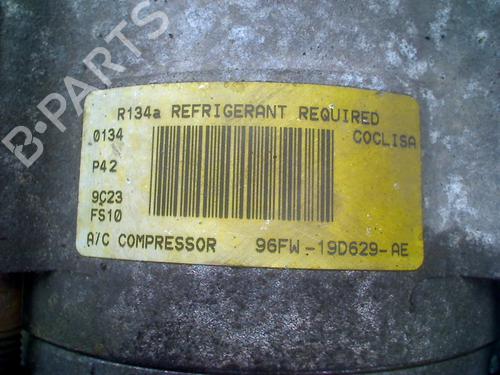 B-PARTS
R134a REFRIGERANT REQUIRED
0134 COCLISA
P42
9C23
FS10
A/C COMPRESSOR 96FW-19D629-AE